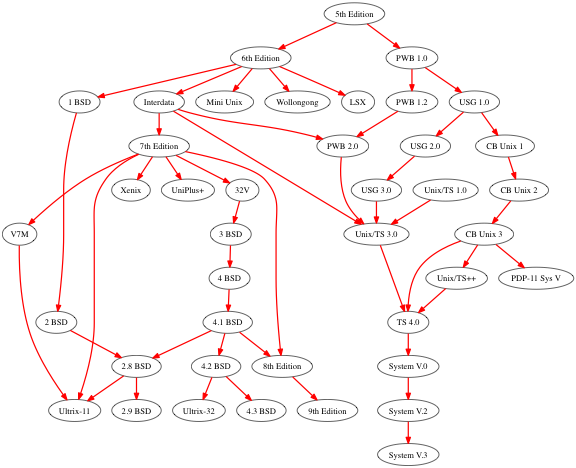 5th Edition
6th Edition
PWB 1.0
1 BSD
Interdata
Mini Unix
Wollongong
LSX
PWB 1.2
USG 1.0
7th Edition
PWB 2.0
USG 2.0
CB Unix 1
Xenix
UniPlus+
32V
USG 3.0
Unix/TS 1.0
CB Unix 2
V7M
3 BSD
Unix/TS 3.0
CB Unix 3
4 BSD
Unix/TS++
PDP-11 Sys V
2 BSD
4.1 BSD
TS 4.0
2.8 BSD
4.2 BSD
8th Edition
System V.0
Ultrix-11
2.9 BSD
Ultrix-32
4.3 BSD
9th Edition
System V.2
System V.3